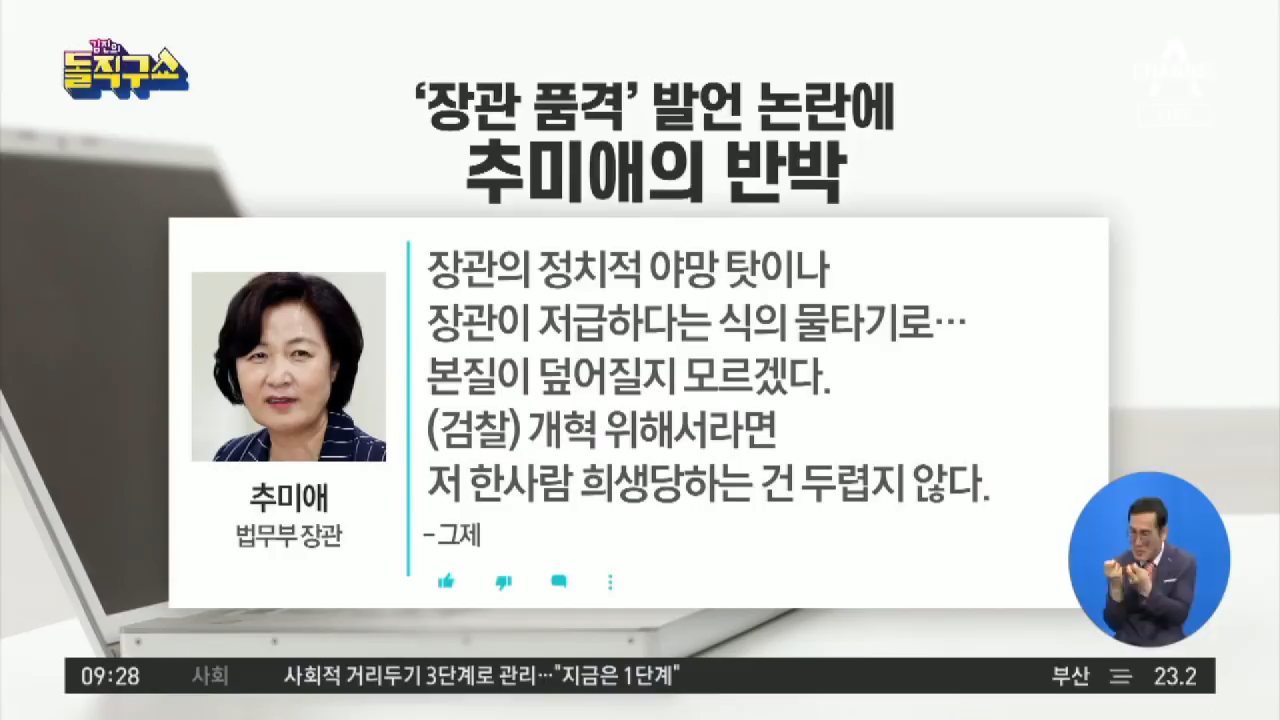 김진의
돌직구쇼
‘장관 품격’ 발언 논란에
추미애의 반박
장관의 정치적 야망 탓이나
장관이 저급하다는 식의 물타기로…
본질이 덮어질지 모르겠다.
(검찰) 개혁 위해서라면
저 한사람 희생당하는 건 두렵지 않다.
-그제
추미애
법무부 장관
09:28 사회 사회적 거리두기 3단계로 관리…"지금은 1단계" 부산 23.2